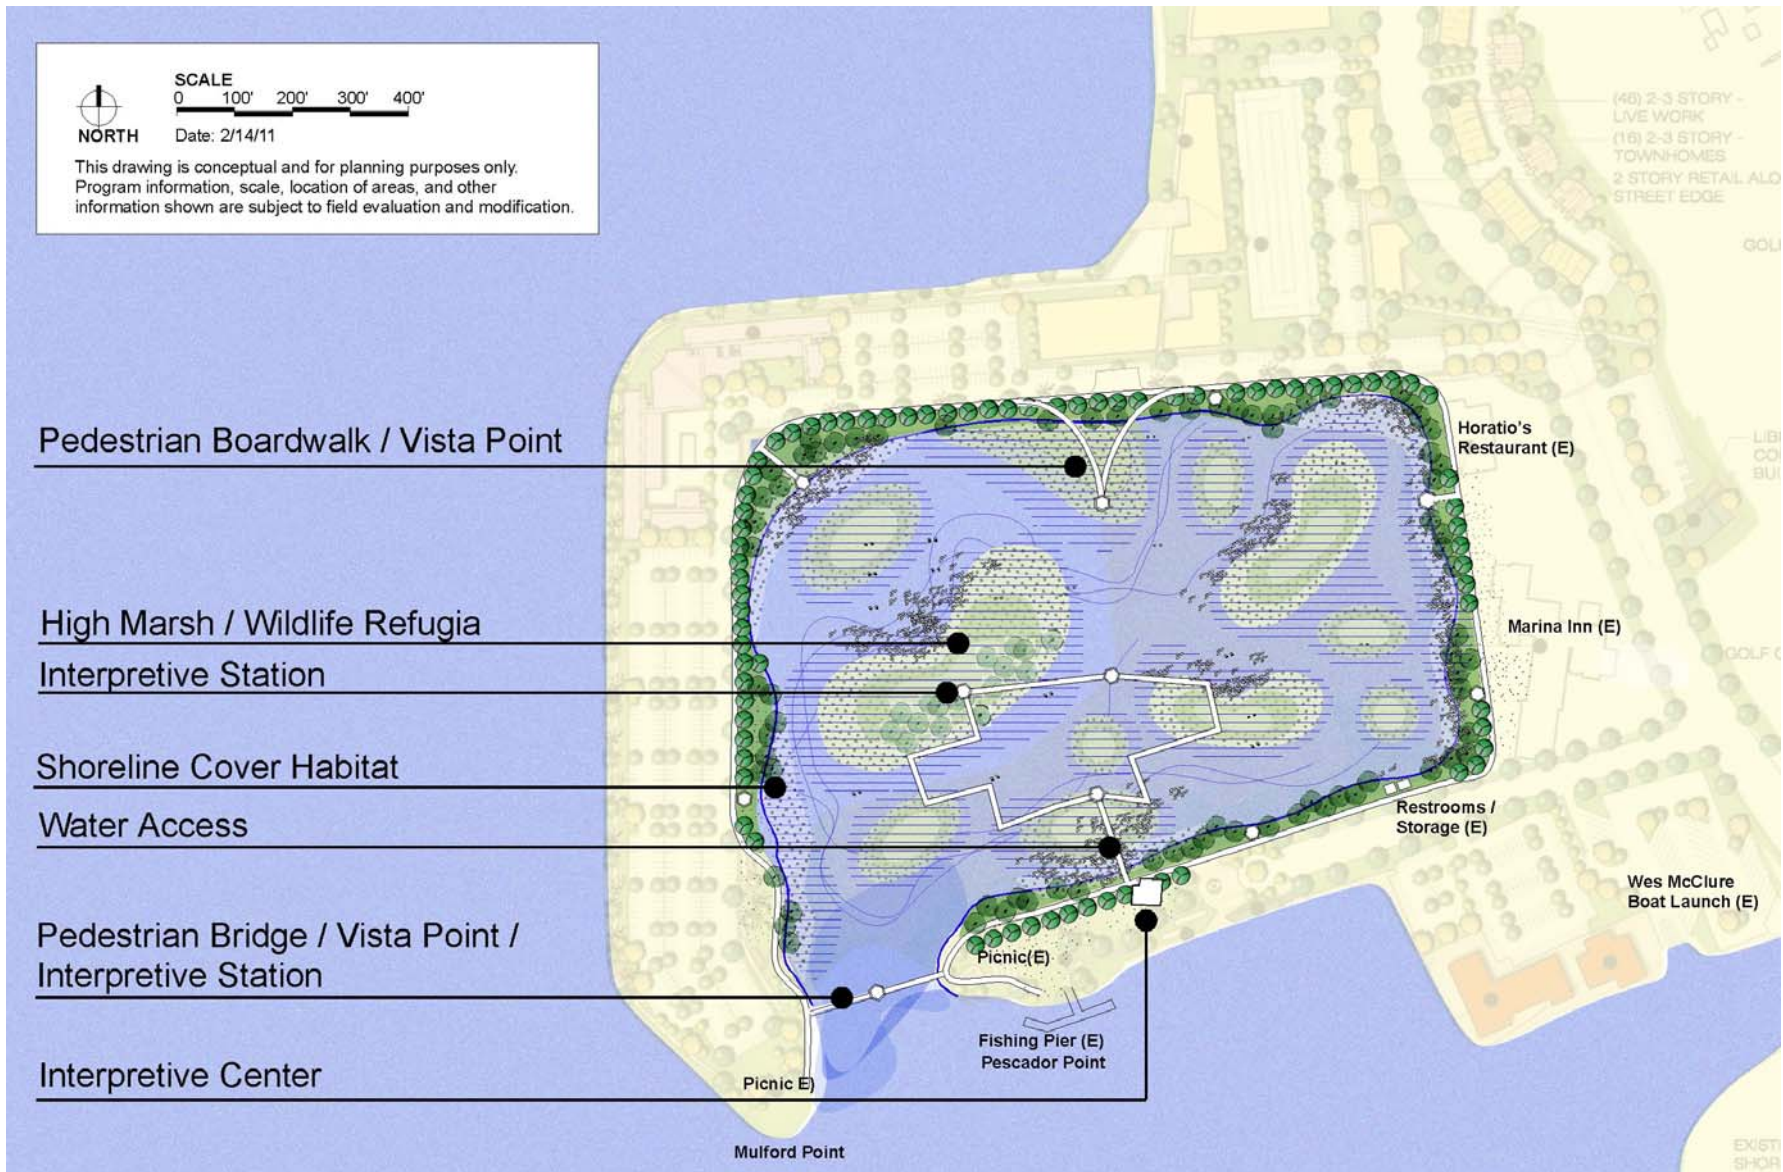 SCALE
0 100' 200' 300' 400'
NORTH
Date: 2/14/11
This drawing is conceptual and for planning purposes only.
Program information, scale, location of areas, and other
information shown are subject to field evaluation and modification.
(46) 2-3 STORY -
LIVE WORK
(16) 2-3 STORY -
TOWNHOMES
2 STORY RETAIL ALO
STREET EDGE
Pedestrian Boardwalk / Vista Point
Horatio's
Restaurant (E)
High Marsh / Wildlife Refugia
Marina Inn (E)
Interpretive Station
Shoreline Cover Habitat
Water Access
Restrooms /
Storage (E)
Wes McClure
Boat Launch (E)
Pedestrian Bridge / Vista Point /
Interpretive Station
Picnic(E)
Fishing Pier (E)
Pescador Point
Interpretive Center
Picnic E)
Mulford Point